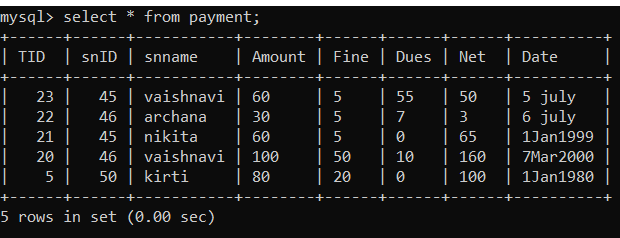 mysql> select * from payment;
+------+------+-----------+--------+------+------+------+----------+
| TID  | snID | snname    | Amount | Fine | Dues | Net  | Date     |
+------+------+-----------+--------+------+------+------+----------+
|   23 |   45 | vaishnavi | 60     | 5    | 55   | 50   | 5 july   |
|   22 |   46 | archana   | 30     | 5    | 7    | 3    | 6 july   |
|   21 |   45 | nikita    | 60     | 5    | 0    | 65   | 1Jan1999 |
|   20 |   46 | vaishnavi | 100    | 50   | 10   | 160  | 7Mar2000 |
|    5 |   50 | kirti     | 80     | 20   | 0    | 100  | 1Jan1980 |
+------+------+-----------+--------+------+------+------+----------+
5 rows in set (0.00 sec)